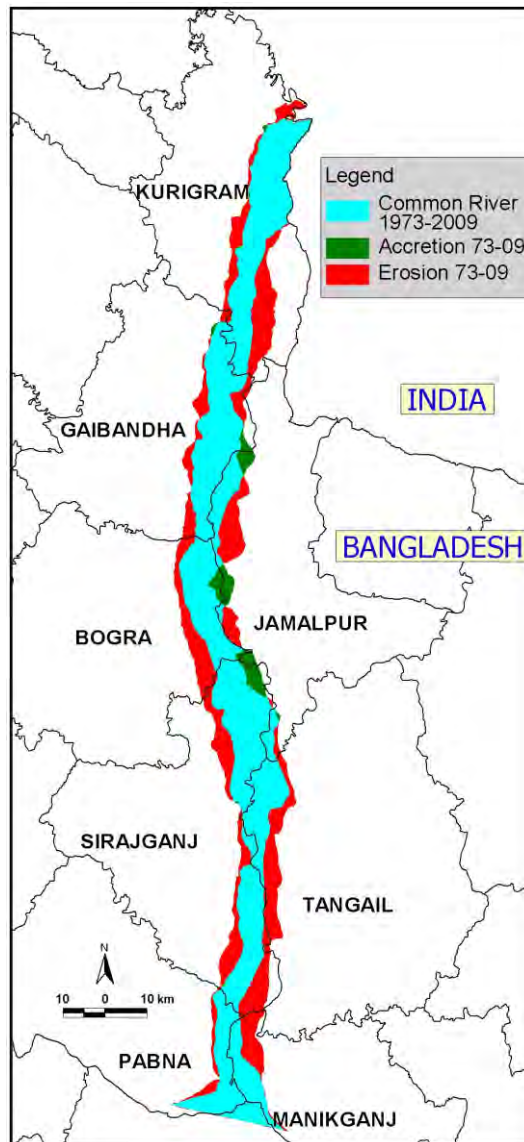 KURIGRAM
Legend
Common River
1973-2009
Accretion 73-09
Erosion 73-09
INDIA
GAIBANDHA
BANGLADESH
BOGRA
JAMALPUR
SIRAJGANJ
TANGAIL
N
10 0 10 km
PABNA
MANIKGANJ